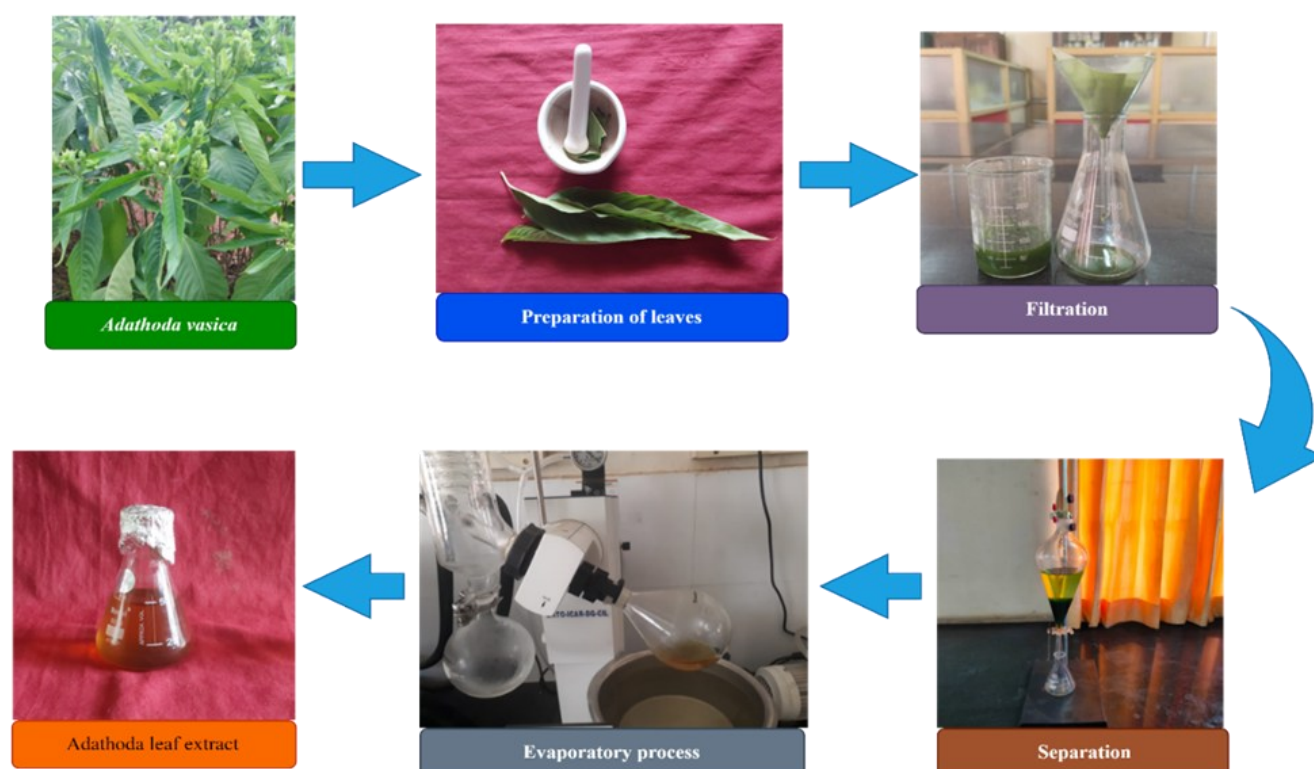 Adathoda vasica
Preparation of leaves
Filtration
Separation
Evaporatory process
Adathoda leaf extract